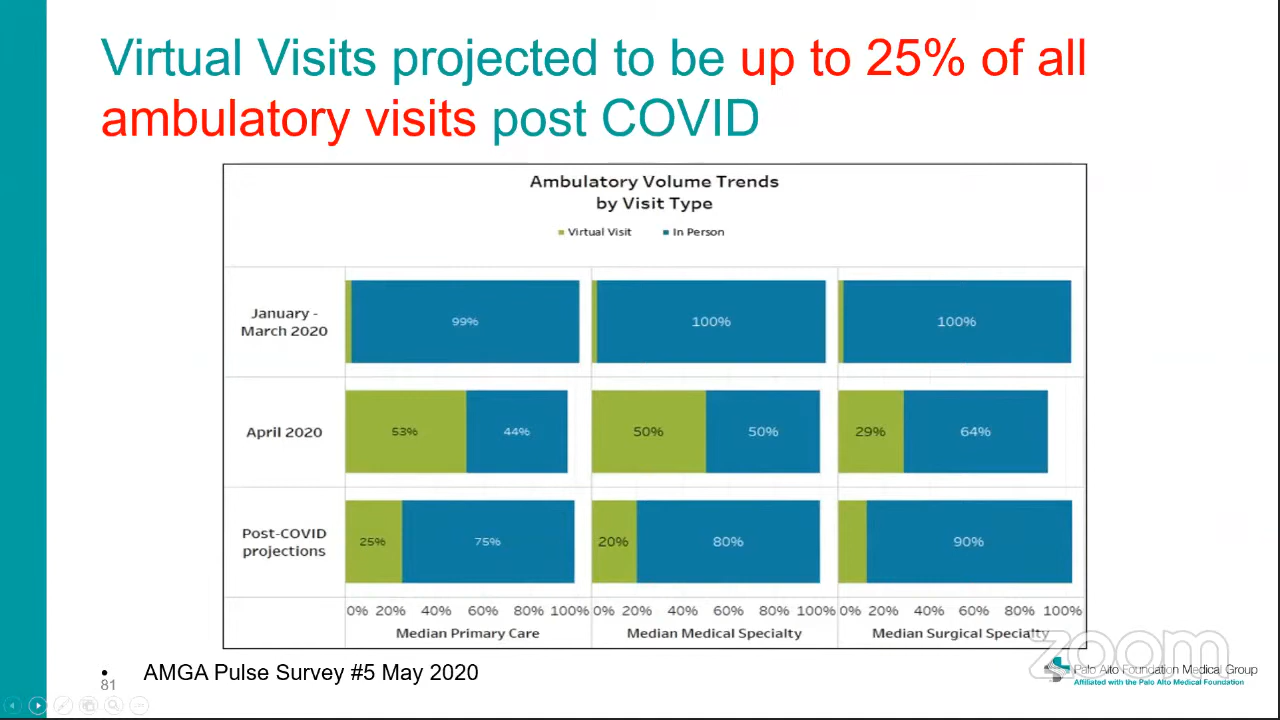 Virtual Visits projected to be up to 25% of all
ambulatory visits post COVID
Ambulatory Volume Trends
by Visit Type
Virtual Visit In Person
January -
March 2020
99% 100% 100%
April 2020
53% 44% 50% 50% 29% 64%
Post-COVID
projections
25% 75% 20% 80% 90%
0% 20% 40% 60% 80% 100% 0% 20% 40% 60% 80% 100% 0% 20% 40% 60% 80% 100%
Median Primary Care Median Medical Specialty Median Surgical Specialty
zoom
• AMGA Pulse Survey #5 May 2020
81
Palo Alto Foundation Medical Group
Affiliated with the Palo Alto Medical Foundation